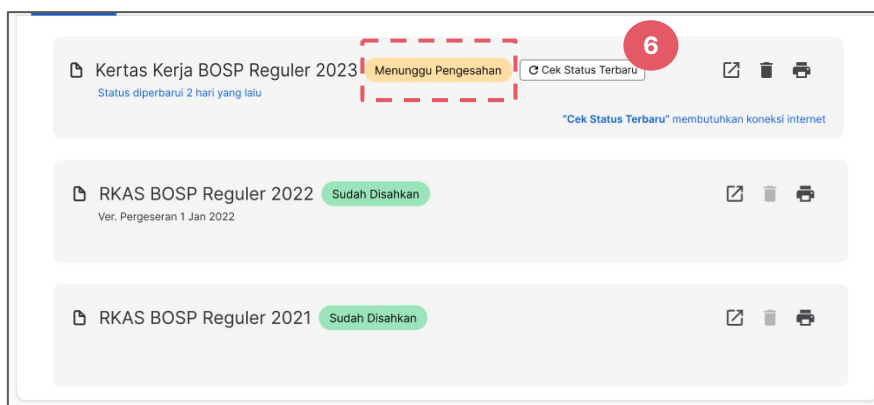 6
Kertas Kerja BOSP Reguler 2023 Menunggu Pengesahan Cek Status Terbaru
Status diperbarui 2 hari yang lalu
"Cek Status Terbaru" membutuhkan koneksi internet
RKAS BOSP Reguler 2022 Sudah Disahkan
Ver. Pergeseran 1 Jan 2022
RKAS BOSP Reguler 2021 Sudah Disahkan